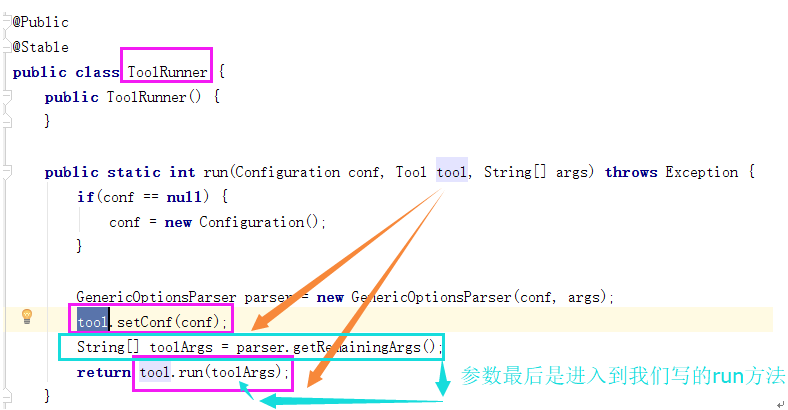 @Public
@Stable
public class ToolRunner {
public ToolRunner() {
}
public static int run(Configuration conf, Tool tool, String[] args) throws Exception {
if(conf == null) {
conf = new Configuration();
}
GenericOptionsParser parser = new GenericOptionsParser(conf, args);
tool.setConf(conf);
String[] toolArgs = parser.getRemainingArgs();
return tool.run(toolArgs);
参数最后是进入到我们写的run方法
}